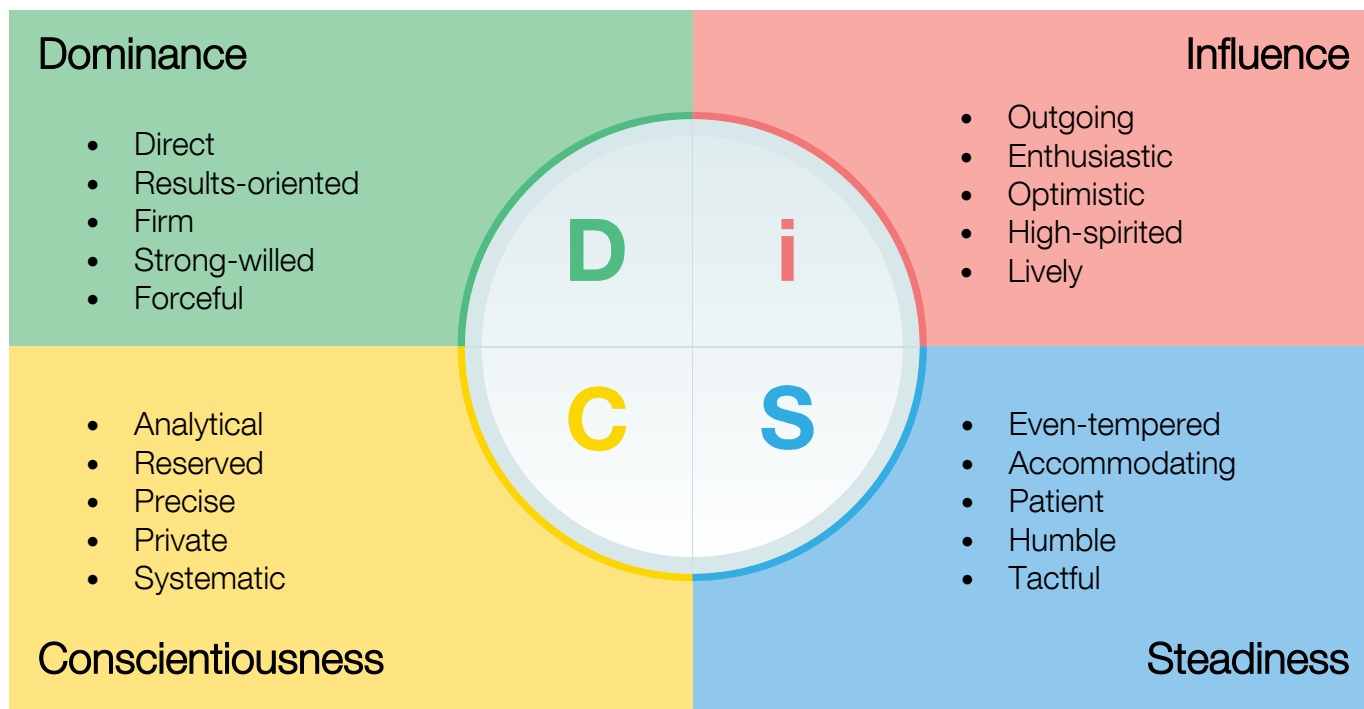 Dominance
• Direct
• Results-oriented
• Firm
• Strong-willed
• Forceful
Influence
• Outgoing
• Enthusiastic
• Optimistic
• High-spirited
• Lively
D
i
C
S
• Analytical
• Reserved
• Precise
• Private
• Systematic
Conscientiousness
• Even-tempered
• Accommodating
• Patient
• Humble
• Tactful
Steadiness